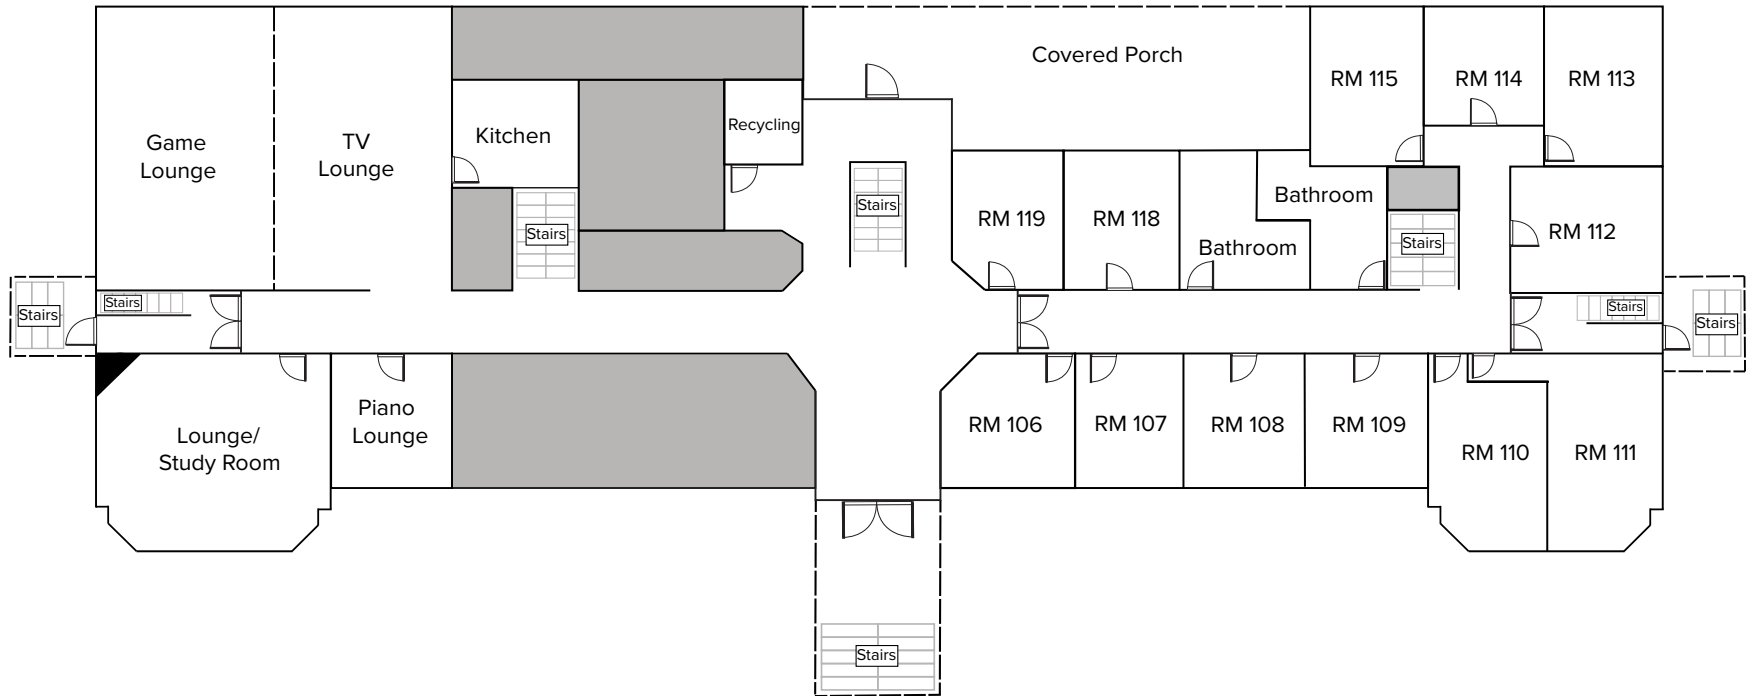 Covered Porch
RM 115
RM 114
RM 113
Game
Lounge
TV
Lounge
Kitchen
Recycling
Stairs
Stairs
RM 119
RM 118
Bathroom
Bathroom
Stairs
RM 112
Stairs
Stairs
Stairs
Stairs
Lounge/
Study Room
Piano
Lounge
RM 106
RM 107
RM 108
RM 109
RM 110
RM 111
Stairs